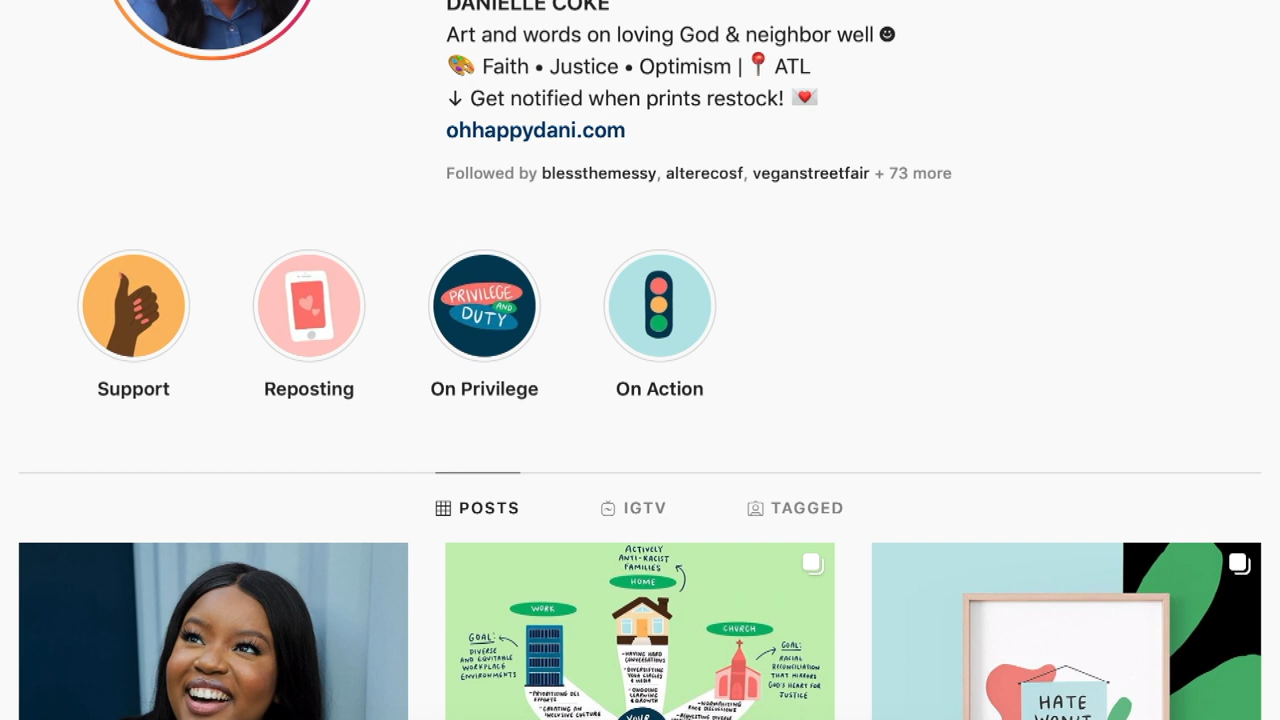 DANIELLE COKE
Art and words on loving God & neighbor well ☻
🎨 Faith • Justice • Optimism | 📍 ATL
↓ Get notified when prints restock! 💌
ohhappydani.com
Followed by blessthemessy, alterecosf, veganstreetfair + 73 more
PRIVILEGE
AND
DUTY
Support
Reposting
On Privilege
On Action
POSTS
IGTV
TAGGED
ACTIVELY
ANTI-RACIST
FAMILIES
HOME
WORK
CHURCH
GOAL:
DIVERSE
AND EQUITABLE
WORKPLACE
ENVIRONMENTS
GOAL:
RACIAL
RECONCILIATION
THAT MIRRORS
GOD'S HEART FOR
JUSTICE
-HAVING HARD
CONVERSATIONS
-DIVERSIFYING
YOUR CIRCLES
& MEDIA
-ONGOING
LEARNING
& GROWTH
-PRIORITIZING DEI
EFFORTS
-CREATING AN
INCLUSIVE CULTURE
-NORMALIZING
RACE DISCUSSIONS
YOUR
HATE
WON'T